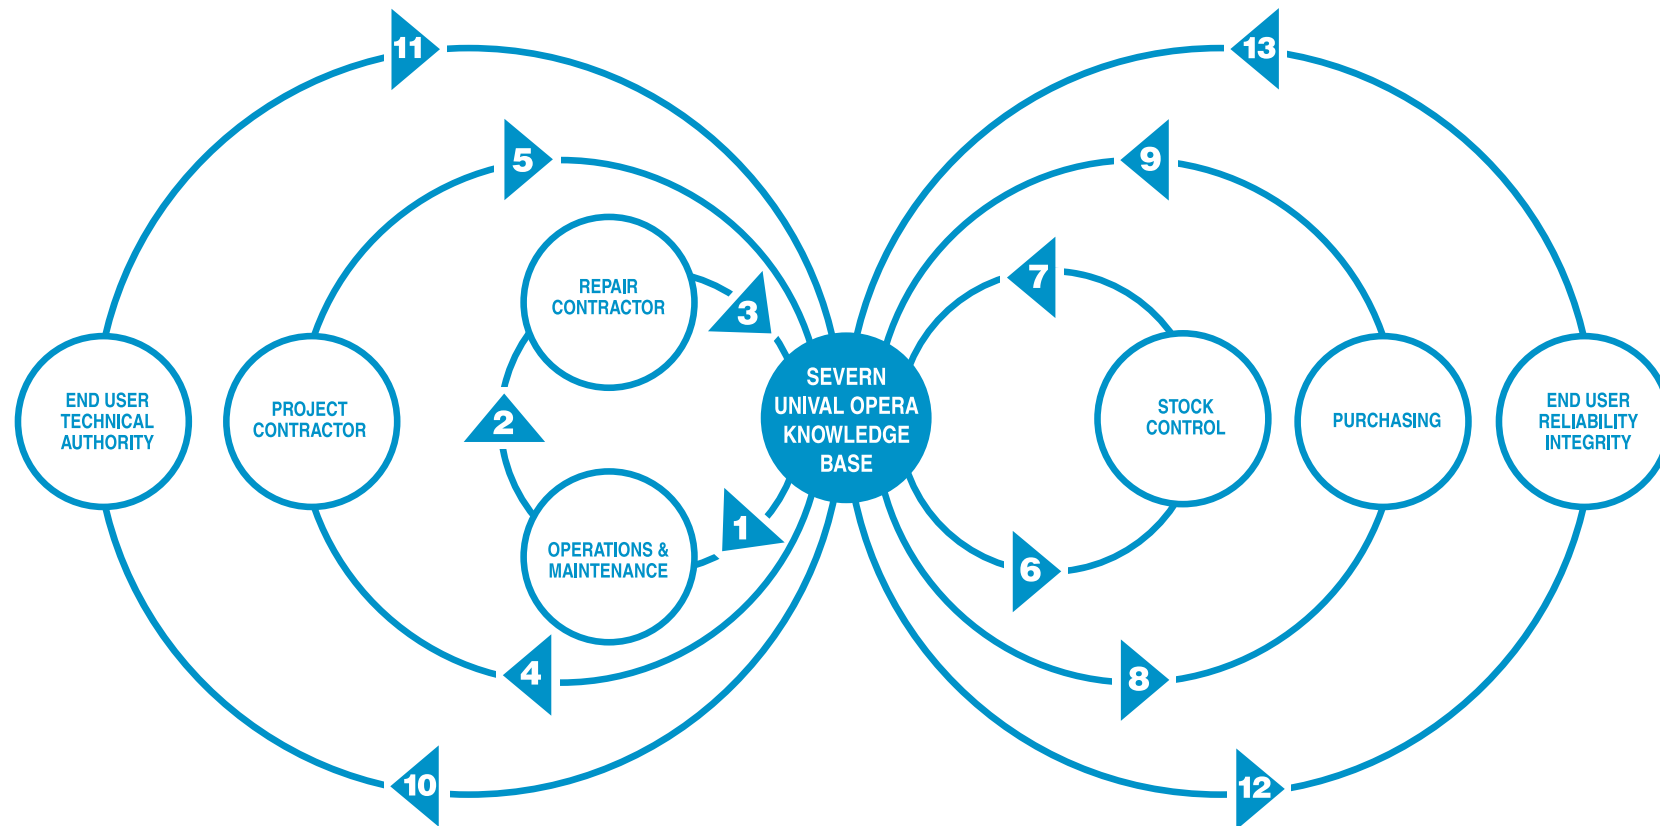 11
13
5
9
7
REPAIR
CONTRACTOR
3
END USER
TECHNICAL
AUTHORITY
PROJECT
CONTRACTOR
2
SEVERN
UNIVAL OPERA
KNOWLEDGE
BASE
STOCK
CONTROL
PURCHASING
END USER
RELIABILITY
INTEGRITY
1
OPERATIONS &
MAINTENANCE
6
4
8
10
12